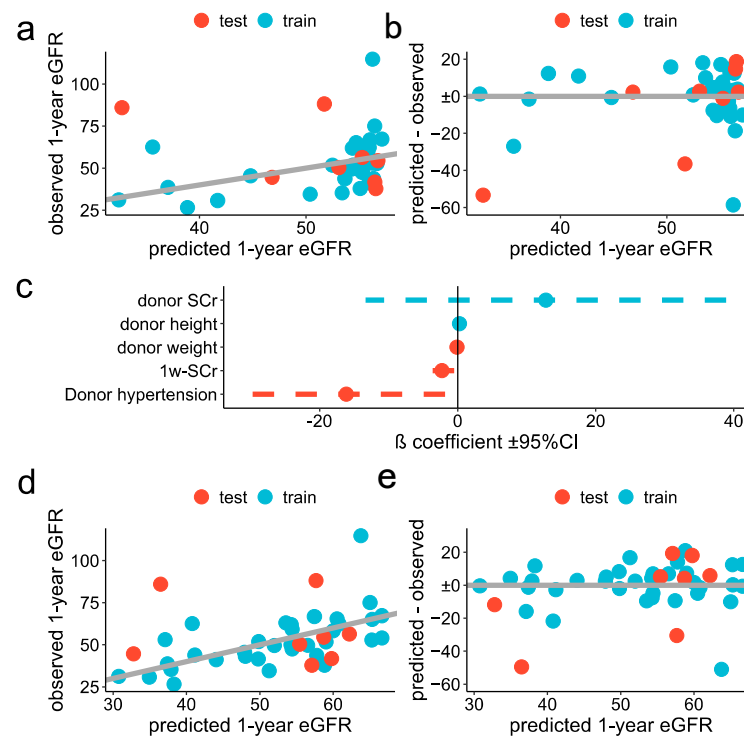 a
test train
observed 1-year eGFR
100
75
50
25
40 50
predicted 1-year eGFR
b
test train
predicted - observed
20
±0
−20
−40
−60
40 50
predicted 1-year eGFR
c
donor SCr
donor height
donor weight
1w-SCr
Donor hypertension
-20 0 20 40
ß coefficient ±95%CI
d
test train
observed 1-year eGFR
100
75
50
25
30 40 50 60
predicted 1-year eGFR
e
test train
predicted - observed
20
±0
−20
−40
−60
30 40 50 60
predicted 1-year eGFR